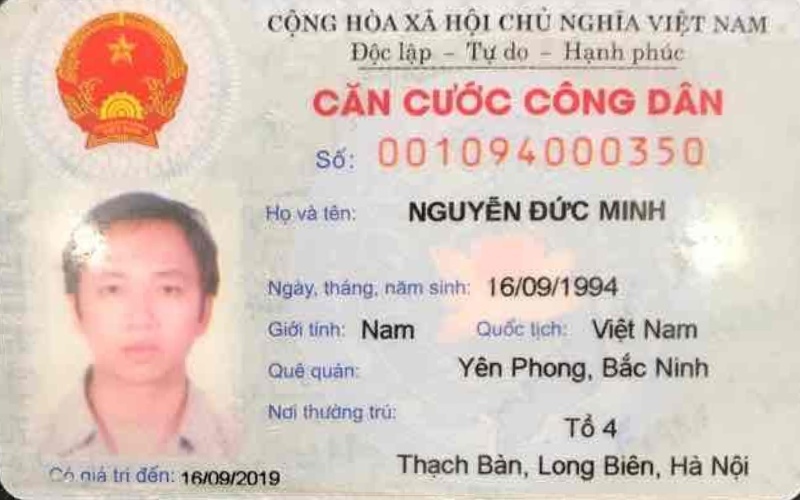 CỘNG HÒA XÃ HỘI CHỦ NGHĨA VIỆT NAM
Độc lập – Tự do – Hạnh phúc
CĂN CƯỚC CÔNG DÂN
Số: 001094000350
Họ và tên: NGUYỄN ĐỨC MINH
Ngày, tháng, năm sinh: 16/09/1994
Giới tính: Nam Quốc tịch: Việt Nam
Quê quán: Yên Phong, Bắc Ninh
Nơi thường trú: Tổ 4
Thạch Bàn, Long Biên, Hà Nội
Có giá trị đến: 16/09/2019